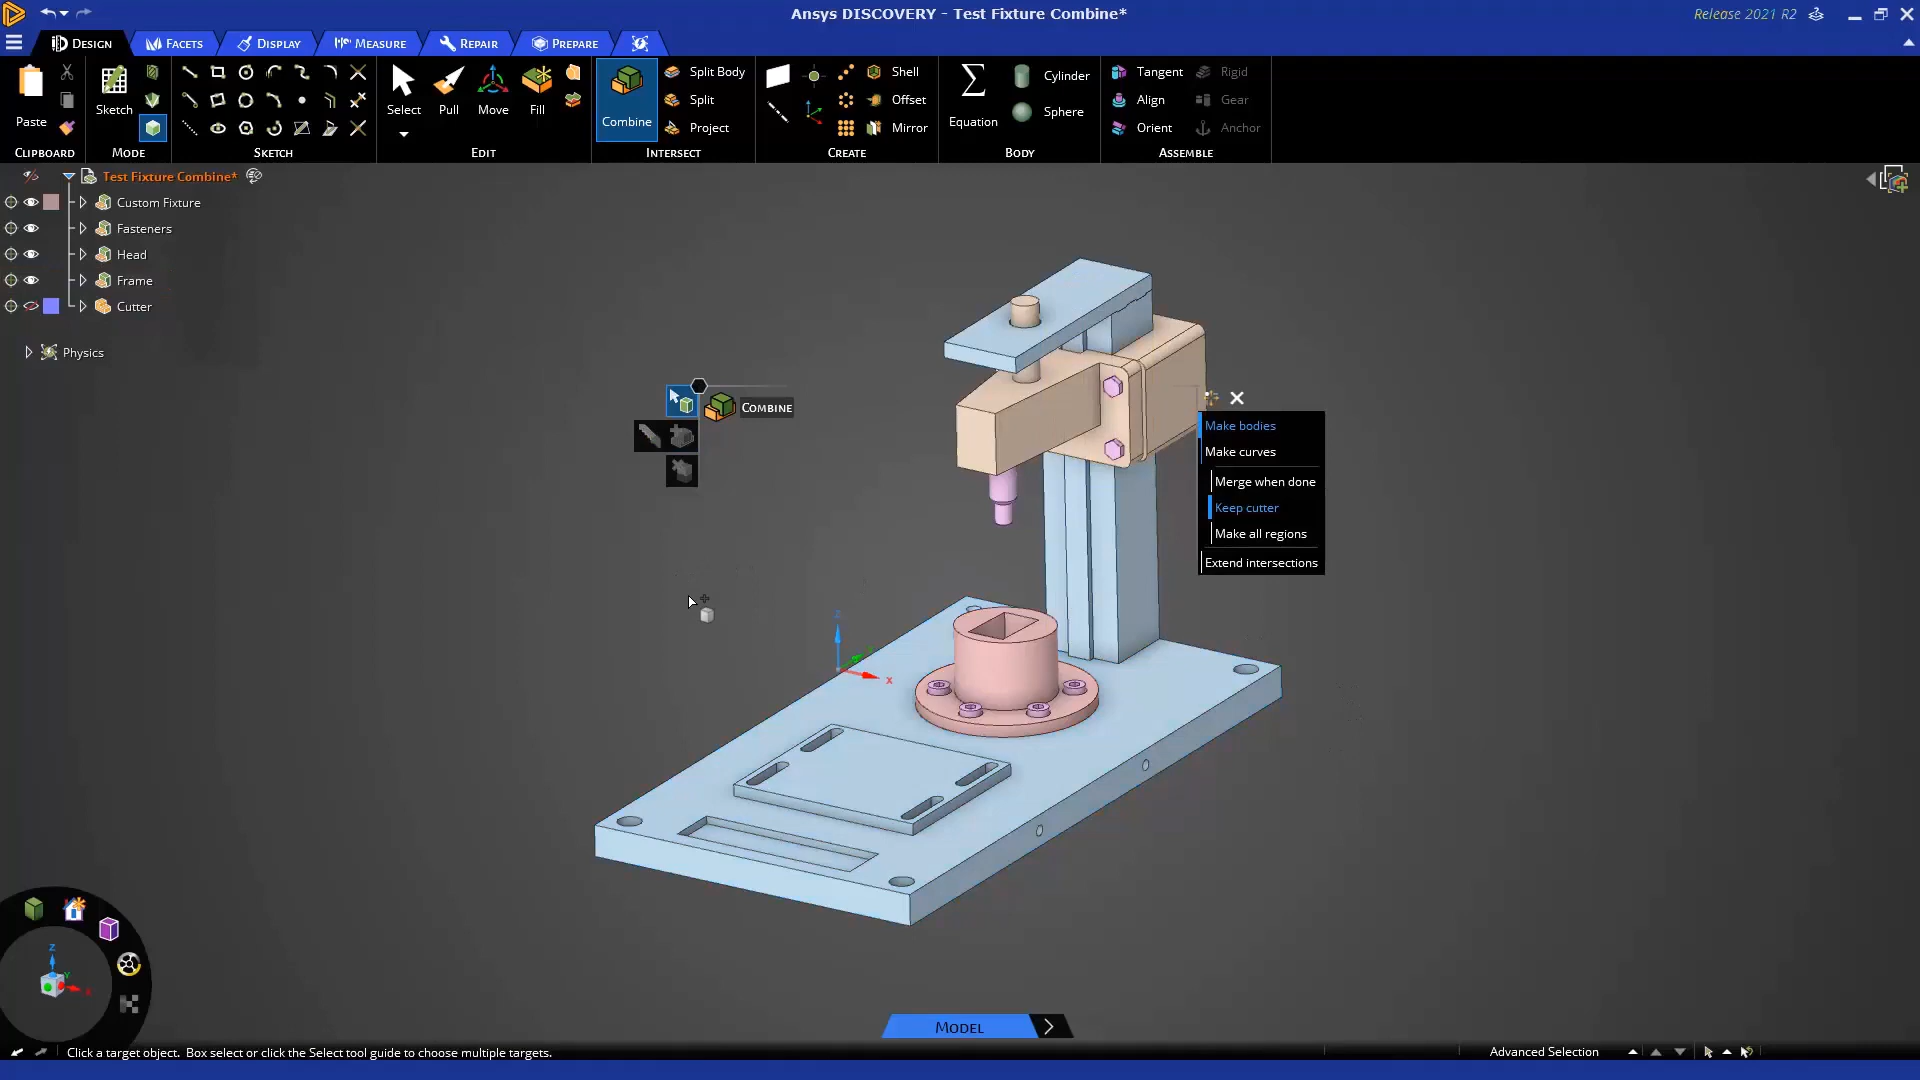 Ansys DISCOVERY - Test Fixture Combine*
Release 2021 R2
DESIGN
FACETS
DISPLAY
MEASURE
REPAIR
PREPARE
Paste
CLIPBOARD
Sketch
MODE
SKETCH
Select
Pull
Move
Fill
EDIT
Combine
Split Body
Split
Project
INTERSECT
Shell
Offset
Mirror
CREATE
Equation
Cylinder
Sphere
BODY
Tangent
Align
Orient
Rigid
Gear
Anchor
ASSEMBLE
Test Fixture Combine*
Custom Fixture
Fasteners
Head
Frame
Cutter
Physics
COMBINE
Make bodies
Make curves
Merge when done
Keep cutter
Make all regions
Extend intersections
Z
X
Z
Y
X
MODEL
Click a target object. Box select or click the Select tool guide to choose multiple targets.
Advanced Selection